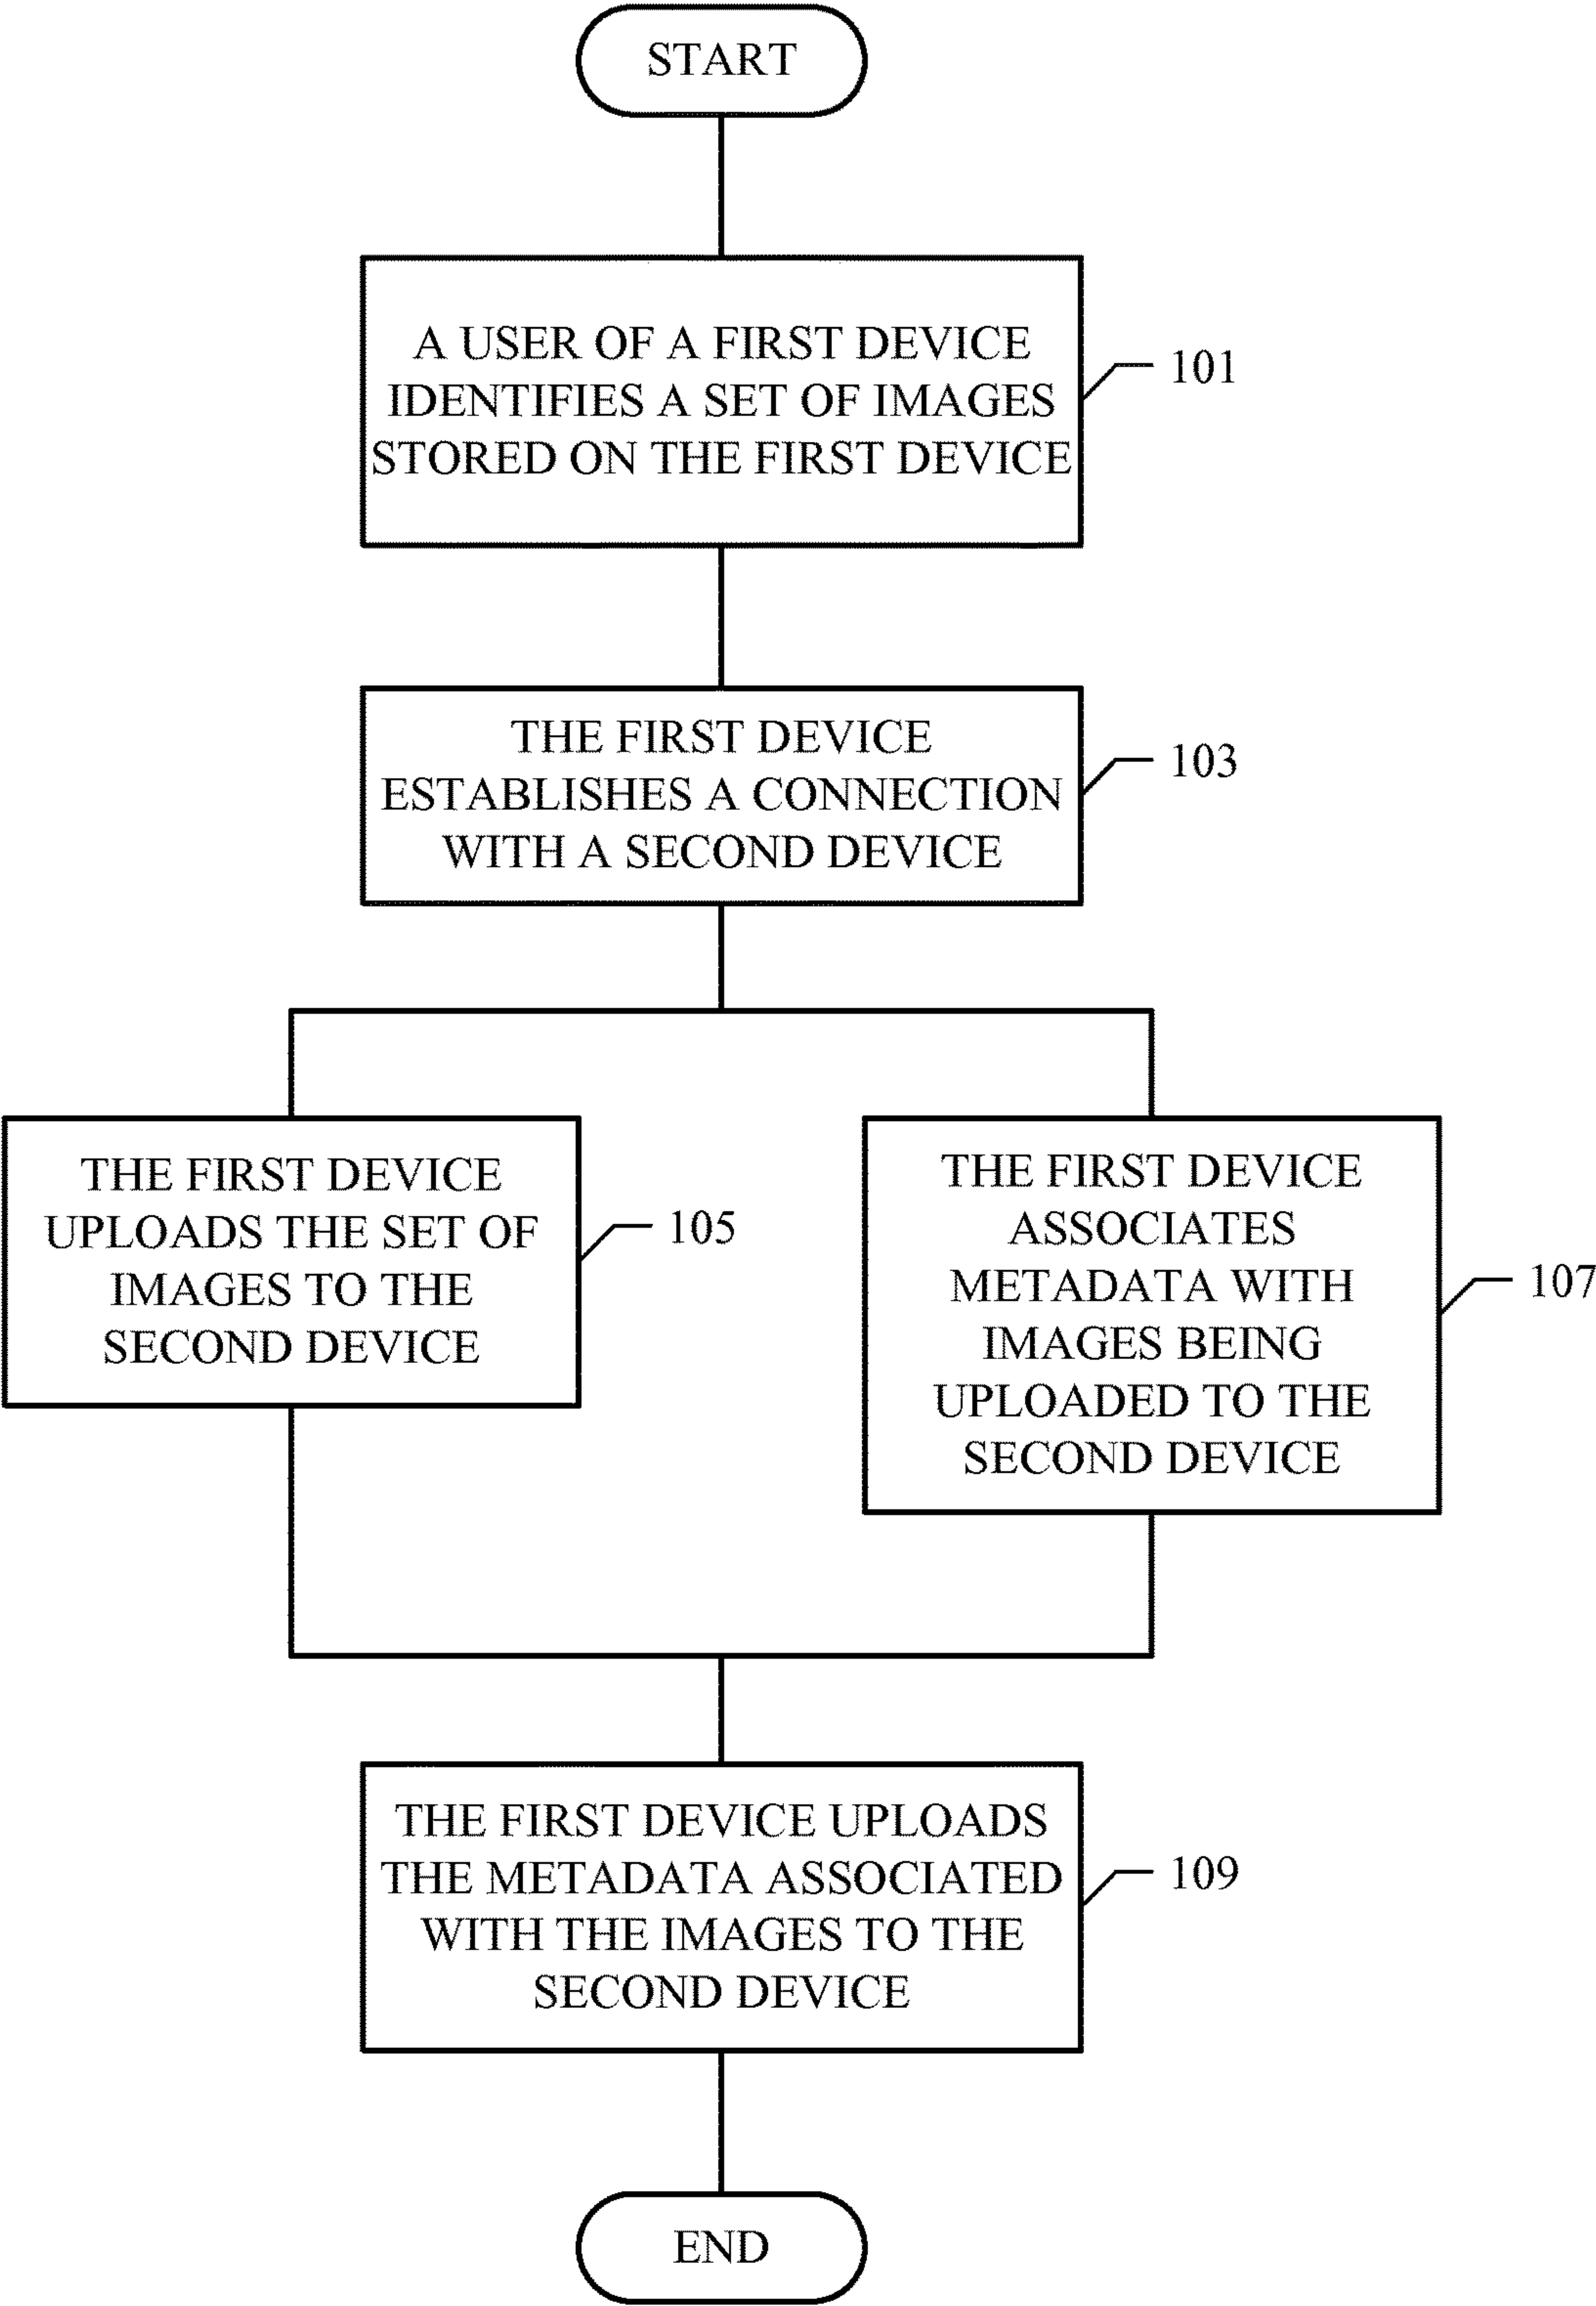 START
A USER OF A FIRST DEVICE
IDENTIFIES A SET OF IMAGES
STORED ON THE FIRST DEVICE
101
THE FIRST DEVICE
ESTABLISHES A CONNECTION
WITH A SECOND DEVICE
103
THE FIRST DEVICE
UPLOADS THE SET OF
IMAGES TO THE
SECOND DEVICE
105
THE FIRST DEVICE
ASSOCIATES
METADATA WITH
IMAGES BEING
UPLOADED TO THE
SECOND DEVICE
107
THE FIRST DEVICE UPLOADS
THE METADATA ASSOCIATED
WITH THE IMAGES TO THE
SECOND DEVICE
109
END